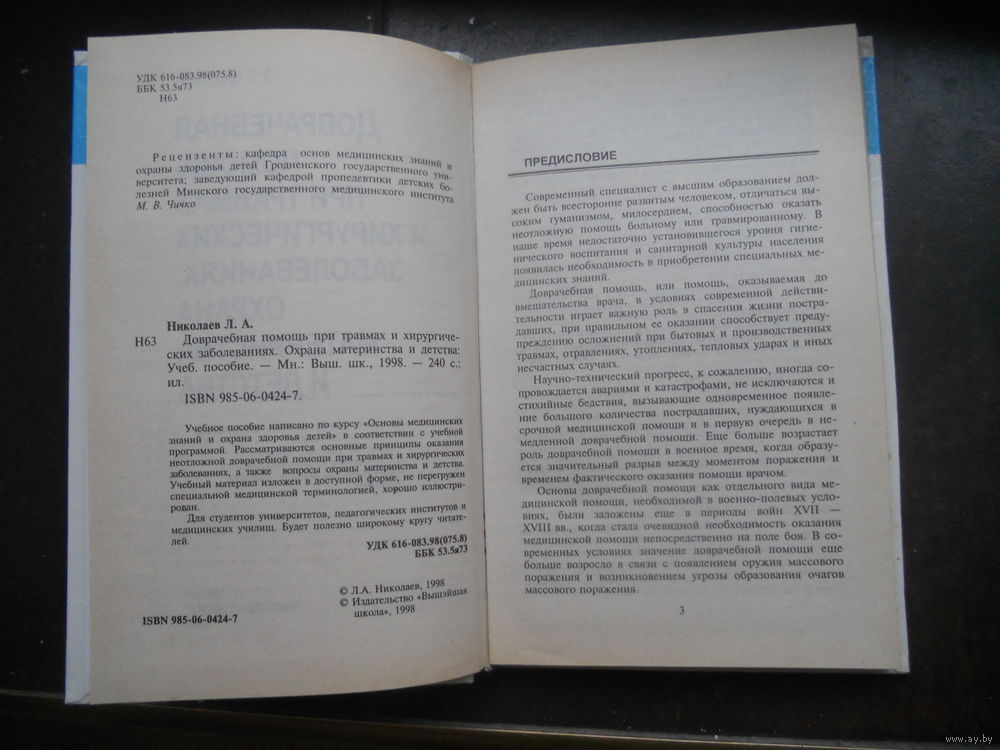 УДК 616-083.98(075.8)
ББК 53.5я73
Н63
Рецензенты: кафедра основ медицинских знаний и
охраны здоровья детей Гродненского государственного уни-
верситета; заведующий кафедрой пропедевтики детских бо-
лезней Минского государственного медицинского института
М. В. Чичко
Николаев Л. А.
Н63 Доврачебная помощь при травмах и хирургиче-
ских заболеваниях. Охрана материнства и детства:
Учеб. пособие. — Мн.: Выш. шк., 1998. — 240 с.:
ил.
ISBN 985-06-0424-7.
Учебное пособие написано по курсу «Основы медицинских
знаний и охрана здоровья детей» в соответствии с учебной
программой. Рассматриваются основные принципы оказания
неотложной доврачебной помощи при травмах и хирургических
заболеваниях, а также вопросы охраны материнства и детства.
Учебный материал изложен в доступной форме, не перегружен
специальной медицинской терминологией, хорошо иллюстри-
рован.
Для студентов университетов, педагогических институтов и
медицинских училищ. Будет полезно широкому кругу читате-
лей.
УДК 616-083.98(075.8)
ББК 53.5я73
© Л.А. Николаев, 1998
© Издательство «Вышэйшая
школа», 1998
ISBN 985-06-0424-7
ПРЕДИСЛОВИЕ
Современный специалист с высшим образованием дол-
жен быть всесторонне развитым человеком, отличаться вы-
соким гуманизмом, милосердием, способностью оказать
неотложную помощь больному или травмированному. В
наше время недостаточно установившегося уровня гигие-
нического воспитания и санитарной культуры населения
появилась необходимость в приобретении специальных ме-
дицинских знаний.
Доврачебная помощь, или помощь, оказываемая до
вмешательства врача, в условиях современной действи-
тельности играет важную роль в спасении жизни постра-
давших, при правильном ее оказании способствует преду-
преждению осложнений при бытовых и производственных
травмах, отравлениях, утоплениях, тепловых ударах и иных
несчастных случаях.
Научно-технический прогресс, к сожалению, иногда со-
провождается авариями и катастрофами, не исключаются и
стихийные бедствия, вызывающие одновременное появле-
ние большого количества пострадавших, нуждающихся в
срочной медицинской помощи и в первую очередь в не-
медленной доврачебной помощи. Еще больше возрастает
роль доврачебной помощи в военное время, когда образу-
ется значительный разрыв между моментом поражения и
временем фактического оказания помощи врачом.
Основы доврачебной помощи как отдельного вида ме-
дицинской помощи, необходимой в военно-полевых усло-
виях, были заложены еще в периоды войн XVII —
XVIII вв., когда стала очевидной необходимость оказания
медицинской помощи непосредственно на поле боя. В со-
временных условиях значение доврачебной помощи еще
больше возросло в связи с появлением оружия массового
поражения и возникновением угрозы образования очагов
массового поражения.
3
www.ay.by